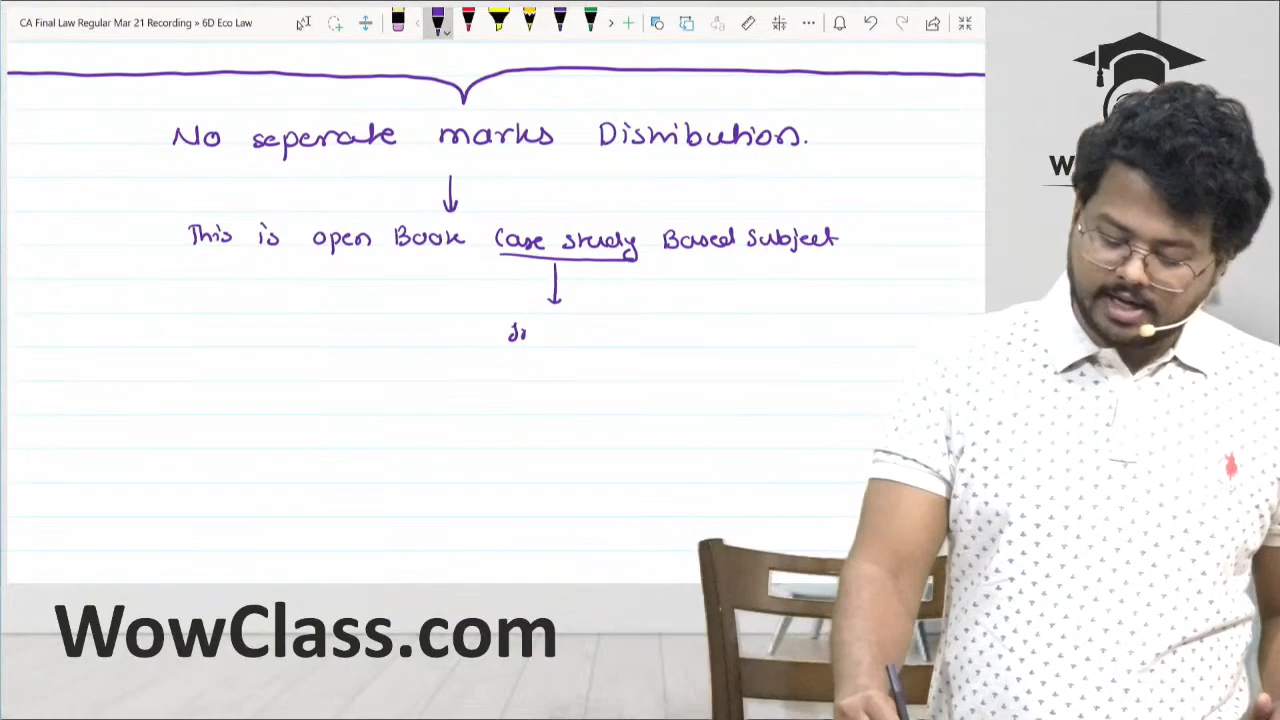 CA Final Law Regular Mar 21 Recording » 6D Eco Law
W
No seperate marks Distribution.
This is open Book Case study Based Subject
WowClass.com